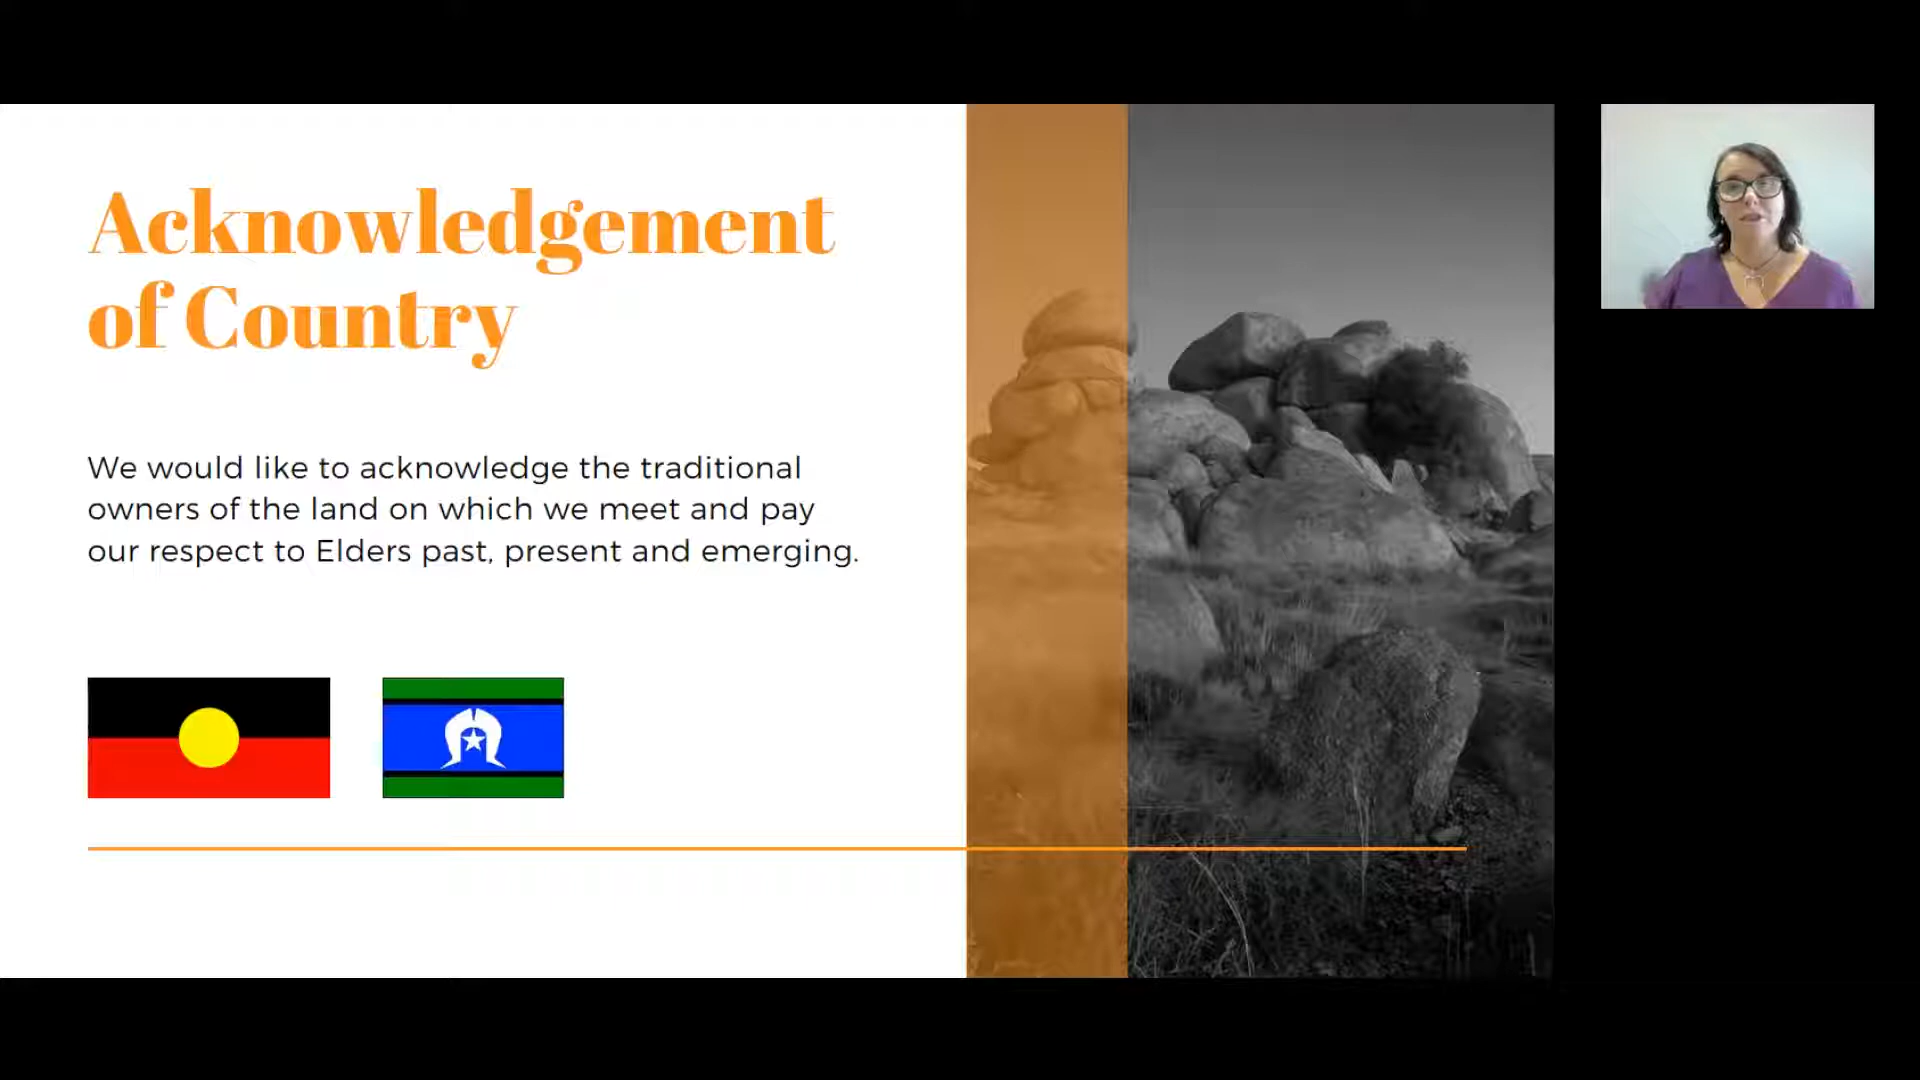 Acknowledgement
of Country
We would like to acknowledge the traditional
owners of the land on which we meet and pay
our respect to Elders past, present and emerging.